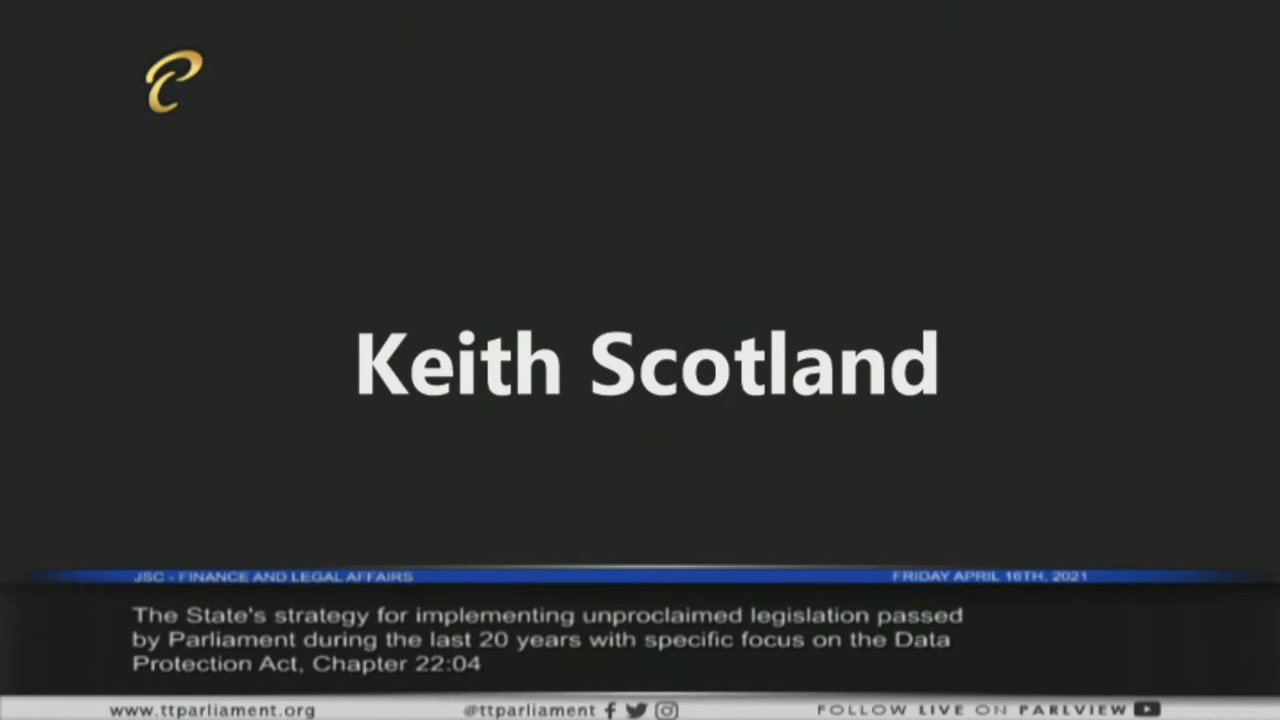 Keith Scotland
JSC - FINANCE AND LEGAL AFFAIRS
FRIDAY APRIL 16TH, 2021
The State's strategy for implementing unproclaimed legislation passed
by Parliament during the last 20 years with specific focus on the Data
Protection Act, Chapter 22:04
www.ttparliament.org
@ttparliament
FOLLOW LIVE ON PARLVIEW